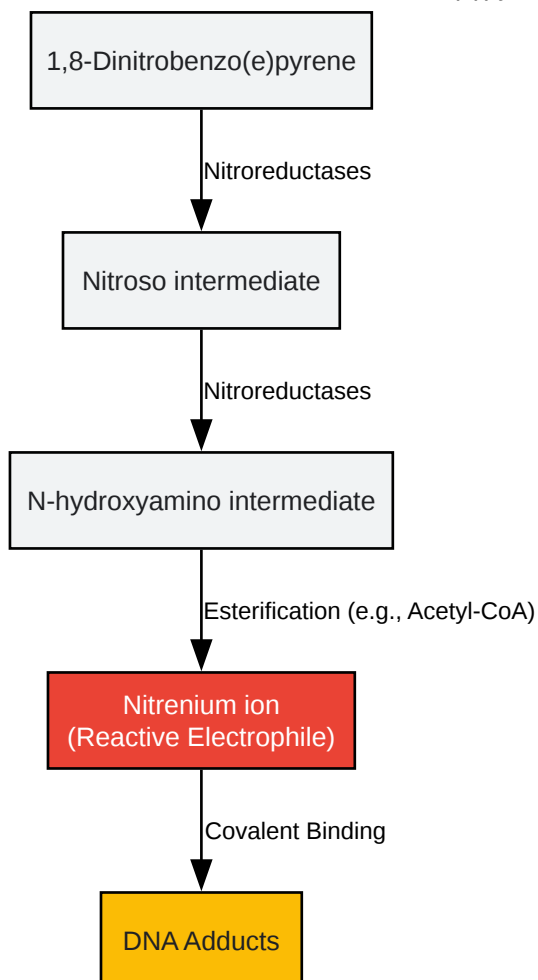 1,8-Dinitrobenzo(e)pyrene
Nitroreductases
Nitroso intermediate
Nitroreductases
N-hydroxyamino intermediate
Esterification (e.g., Acetyl-CoA)
Nitrenium ion
(Reactive Electrophile)
Covalent Binding
DNA Adducts